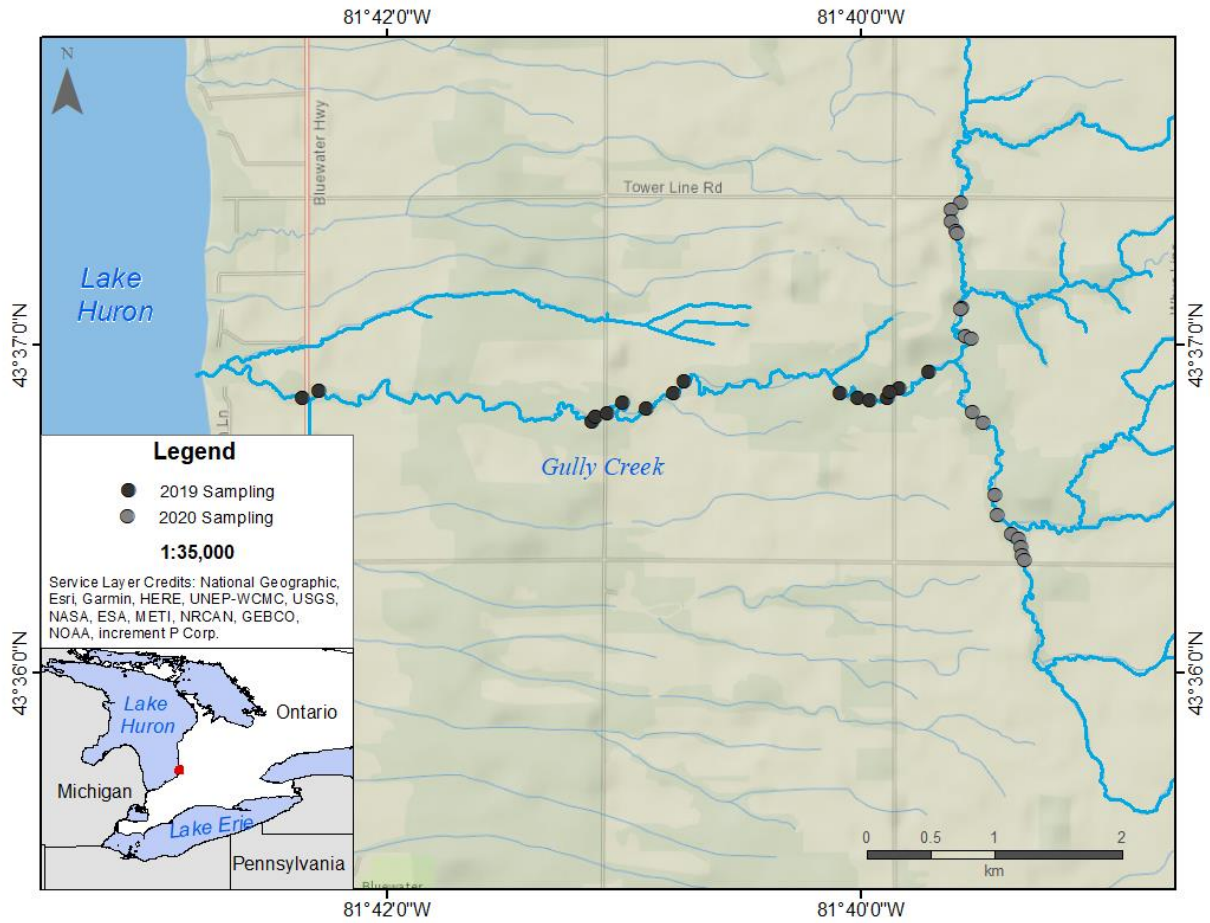 81°42'0"W
81°40'0"W
N
Bluewater Hwy
Tower Line Rd
Lake
Huron
43°37'0"N
43°37'0"N
Ln
Gully Creek
Legend
2019 Sampling
2020 Sampling
1:35,000
Service Layer Credits: National Geographic,
Esri, Garmin, HERE, UNEP-WCMC, USGS,
NASA, ESA, METI, NRCAN, GEBCO,
NOAA, increment P Corp.
43°36'0"N
43°36'0"N
Lake
Huron
Ontario
Michigan
Lake Erie
Pennsylvania
Bluewater
0 0.5 1 2
km
81°42'0"W
81°40'0"W